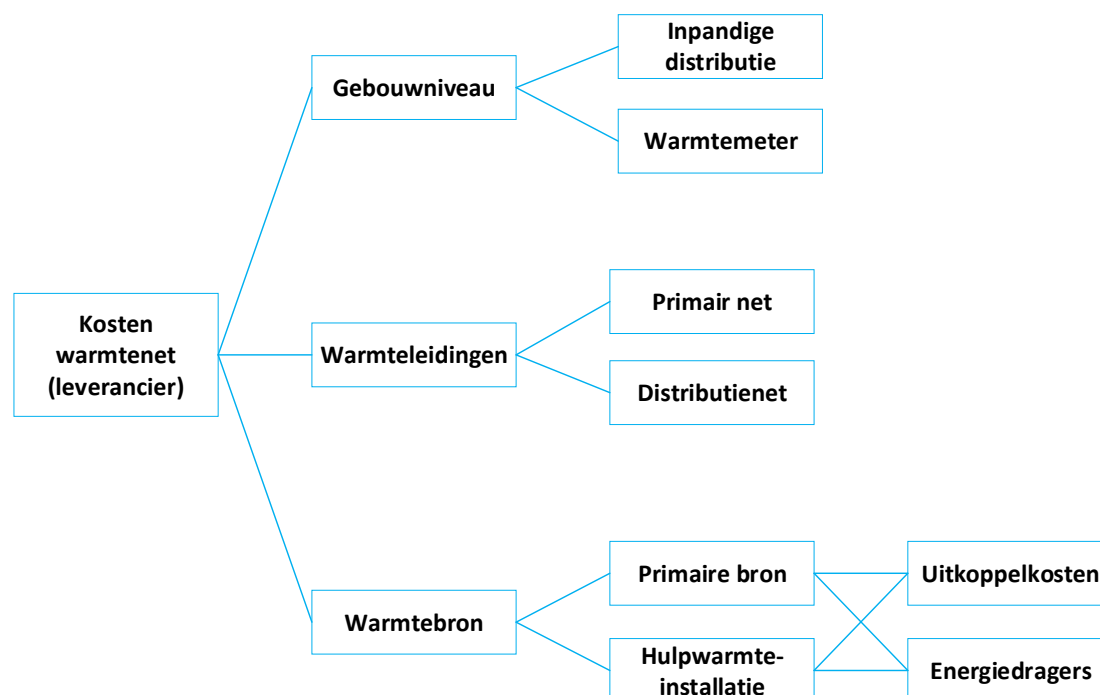 Kosten
warmtenet
(leverancier)
Gebouwniveau
Inpandige
distributie
Warmtemeter
Warmteleidingen
Primair net
Distributienet
Warmtebron
Primaire bron
Hulpwarmte-
installatie
Uitkoppelkosten
Energiedragers